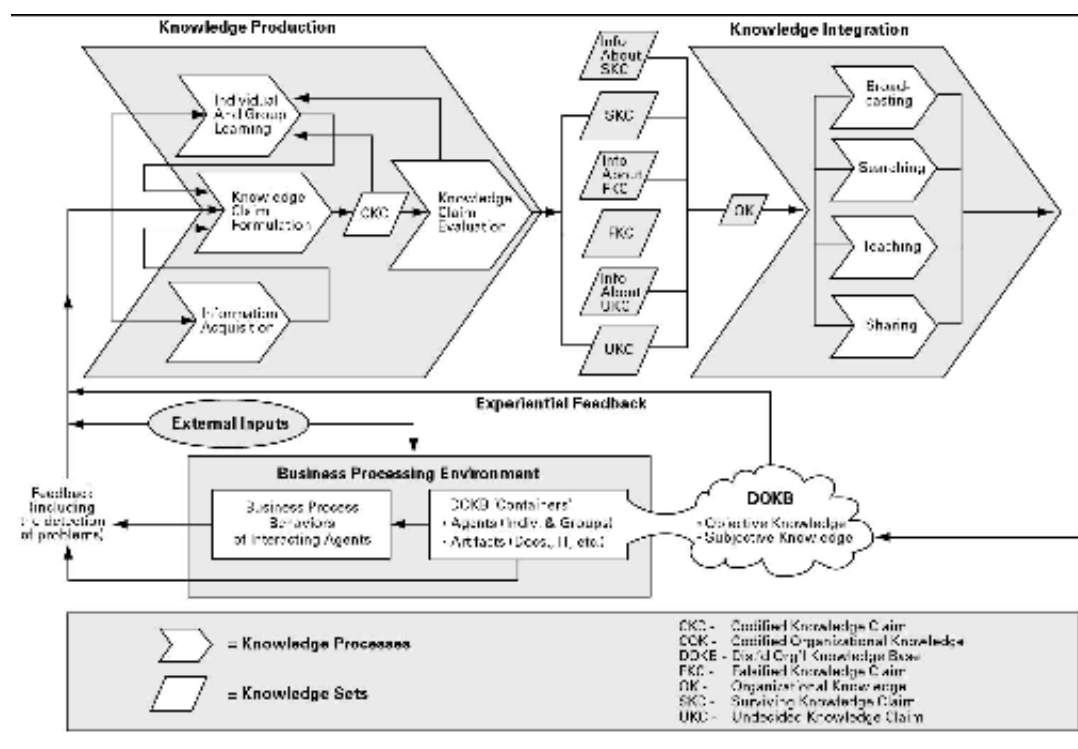 Knowledge Production
Knowledge Integration
Individual
And Group
Learning
Knowledge
Claim
Formulation
Information
Acquisition
CKC
Knowledge
Claim
Evaluation
Info
About
SKC
SKC
Info
About
FKC
FKC
Info
About
UKC
UKC
OK
Broad-
casting
Searching
Teaching
Sharing
Experiential Feedback
External Inputs
Feedback
(including
the detection
of problems)
Business Processing Environment
Business Process
Behaviors
of Interacting Agents
DOKB 'Containers'
• Agents (Indiv. & Groups)
• Artifacts (Docs., IT, etc.)
DOKB
• Objective Knowledge
• Subjective Knowledge
= Knowledge Processes
= Knowledge Sets
CKC - Codified Knowledge Claim
COK - Codified Organizational Knowledge
DOKB - Dist'd Org'l Knowledge Base
FKC - Falsified Knowledge Claim
OK - Organizational Knowledge
SKC - Surviving Knowledge Claim
UKC - Undecided Knowledge Claim